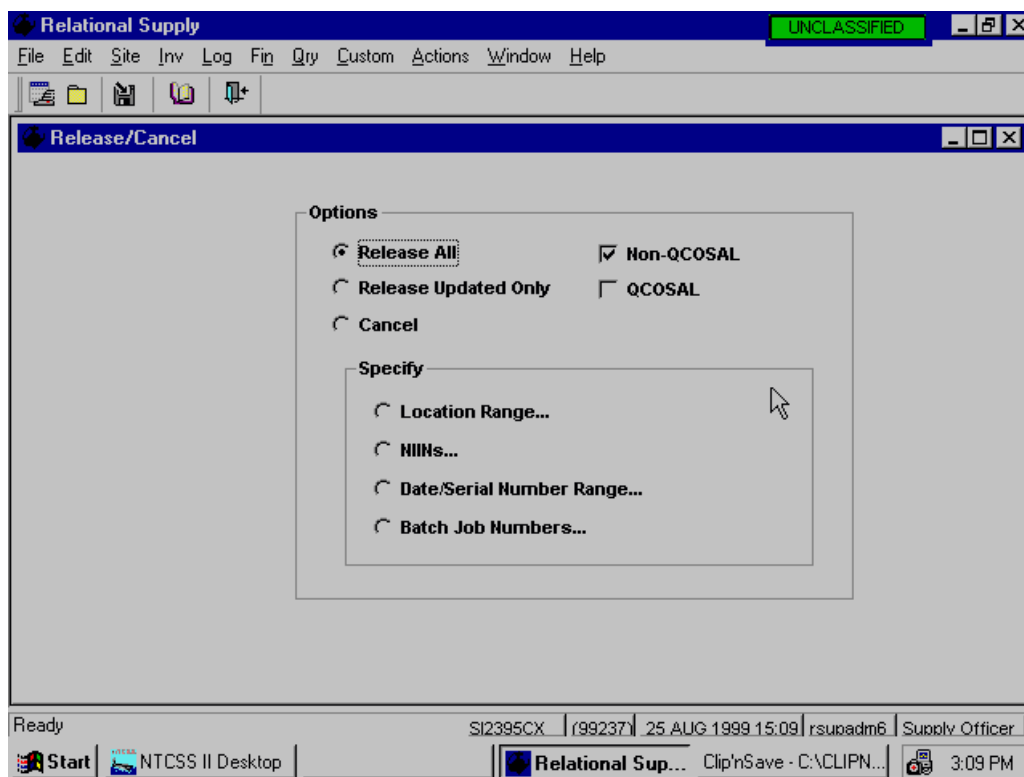 Relational Supply UNCLASSIFIED
File Edit Site Inv Log Fin Qry Custom Actions Window Help
Release/Cancel
Options
Release All Non-QCOSAL
Release Updated Only QCOSAL
Cancel
Specify
Location Range...
NIINs...
Date/Serial Number Range...
Batch Job Numbers...
Ready SI2395CX (99237) 25 AUG 1999 15:09 rsupadm6 Supply Officer
Start NTCSS II Desktop Relational Sup... Clip'nSave - C:\CLIPN... 3:09 PM